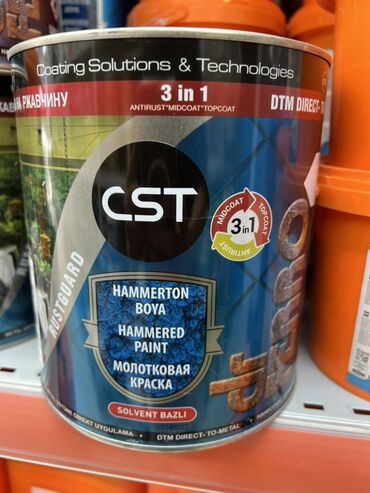 Coating Solutions & Technologies
РЖАВЧИНУ
3 in 1
ANTIRUST*MIDCOAT*TOPCOAT
DTM DIRECT-
CST
MIDCOAT
TOPCOAT
ANTIRUST
3 in 1
RUSTGUARD
HAMMERTON
BOYA
HAMMERED
PAINT
МОЛОТКОВАЯ
КРАСКА
SOLVENT BAZLI
DIREKT UYGULAMA
DTM DIRECT- TO-METAL